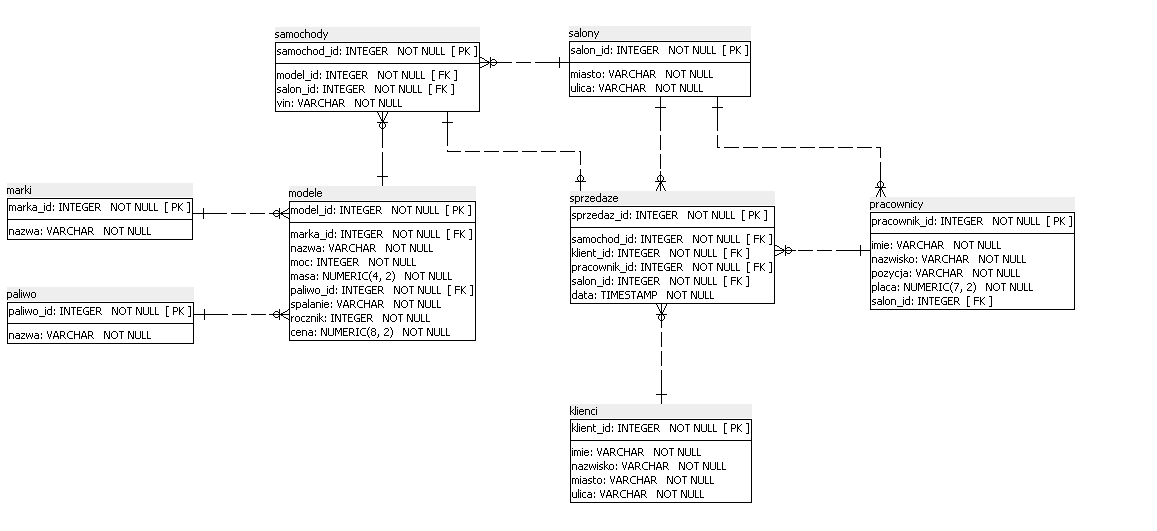 samochody
samochod_id: INTEGER NOT NULL [ PK ]
model_id: INTEGER NOT NULL [ FK ]
salon_id: INTEGER NOT NULL [ FK ]
vin: VARCHAR NOT NULL
salony
salon_id: INTEGER NOT NULL [ PK ]
miasto: VARCHAR NOT NULL
ulica: VARCHAR NOT NULL
marki
marka_id: INTEGER NOT NULL [ PK ]
nazwa: VARCHAR NOT NULL
modele
model_id: INTEGER NOT NULL [ PK ]
marka_id: INTEGER NOT NULL [ FK ]
nazwa: VARCHAR NOT NULL
moc: INTEGER NOT NULL
masa: NUMERIC(4, 2) NOT NULL
paliwo_id: INTEGER NOT NULL [ FK ]
spalanie: VARCHAR NOT NULL
rocznik: INTEGER NOT NULL
cena: NUMERIC(8, 2) NOT NULL
sprzedaze
sprzedaz_id: INTEGER NOT NULL [ PK ]
samochod_id: INTEGER NOT NULL [ FK ]
klient_id: INTEGER NOT NULL [ FK ]
pracownik_id: INTEGER NOT NULL [ FK ]
salon_id: INTEGER NOT NULL [ FK ]
data: TIMESTAMP NOT NULL
pracownicy
pracownik_id: INTEGER NOT NULL [ PK ]
imie: VARCHAR NOT NULL
nazwisko: VARCHAR NOT NULL
pozycja: VARCHAR NOT NULL
placa: NUMERIC(7, 2) NOT NULL
salon_id: INTEGER [ FK ]
paliwo
paliwo_id: INTEGER NOT NULL [ PK ]
nazwa: VARCHAR NOT NULL
klienci
klient_id: INTEGER NOT NULL [ PK ]
imie: VARCHAR NOT NULL
nazwisko: VARCHAR NOT NULL
miasto: VARCHAR NOT NULL
ulica: VARCHAR NOT NULL